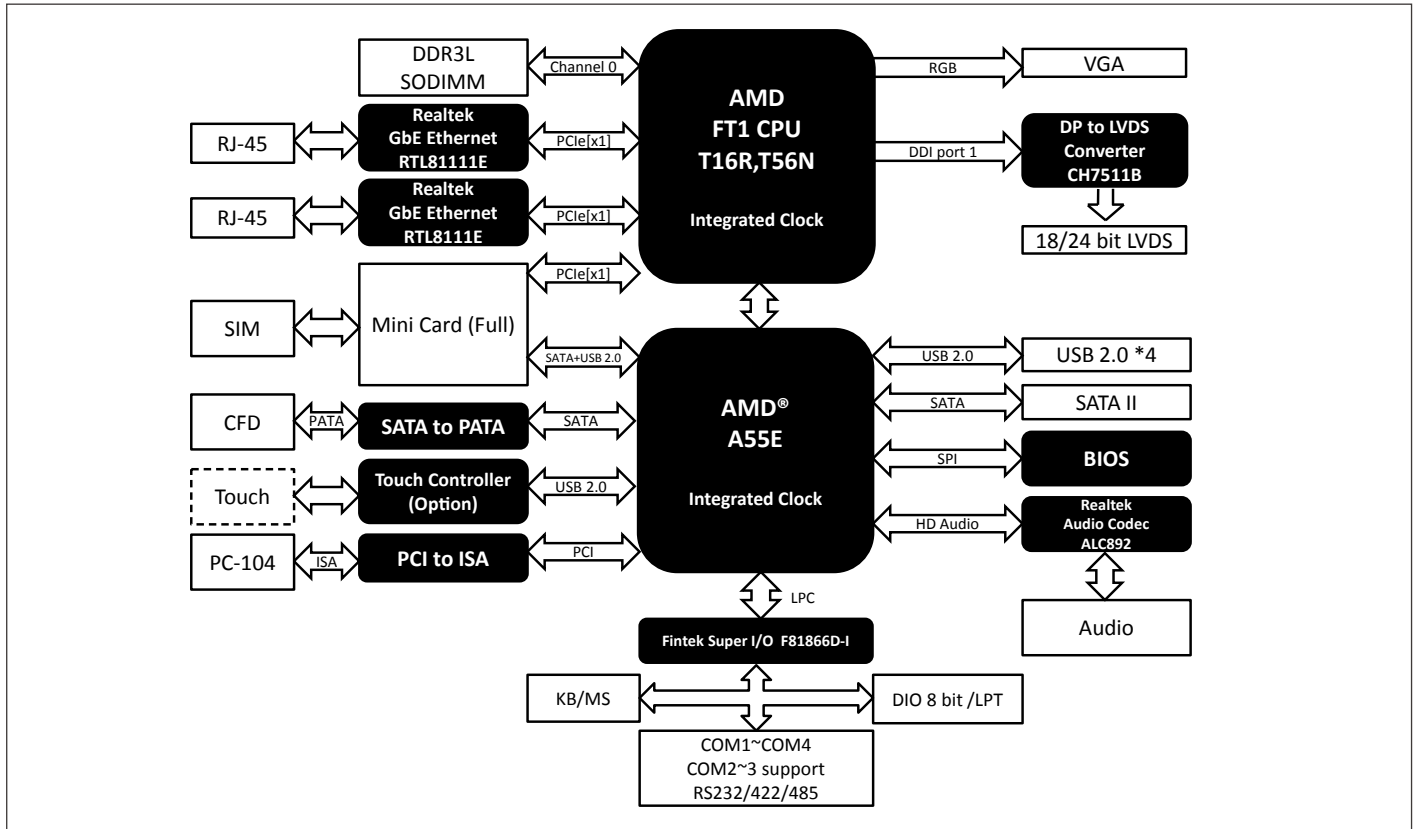 DDR3L
SODIMM
Channel 0
AMD
FT1 CPU
T16R,T56N
Integrated Clock
RGB
VGA
RJ-45
Realtek
GbE Ethernet
RTL81111E
PCIe[x1]
DDI port 1
DP to LVDS
Converter
CH7511B
RJ-45
Realtek
GbE Ethernet
RTL8111E
PCIe[x1]
18/24 bit LVDS
SIM
Mini Card (Full)
PCIe[x1]
SATA+USB 2.0
AMD®
A55E
Integrated Clock
USB 2.0
USB 2.0 *4
SATA
SATA II
CFD
PATA
SATA to PATA
SATA
SPI
BIOS
Touch
Touch Controller
(Option)
USB 2.0
HD Audio
Realtek
Audio Codec
ALC892
PC-104
ISA
PCI to ISA
PCI
LPC
Audio
Fintek Super I/O F81866D-I
KB/MS
DIO 8 bit /LPT
COM1~COM4
COM2~3 support
RS232/422/485